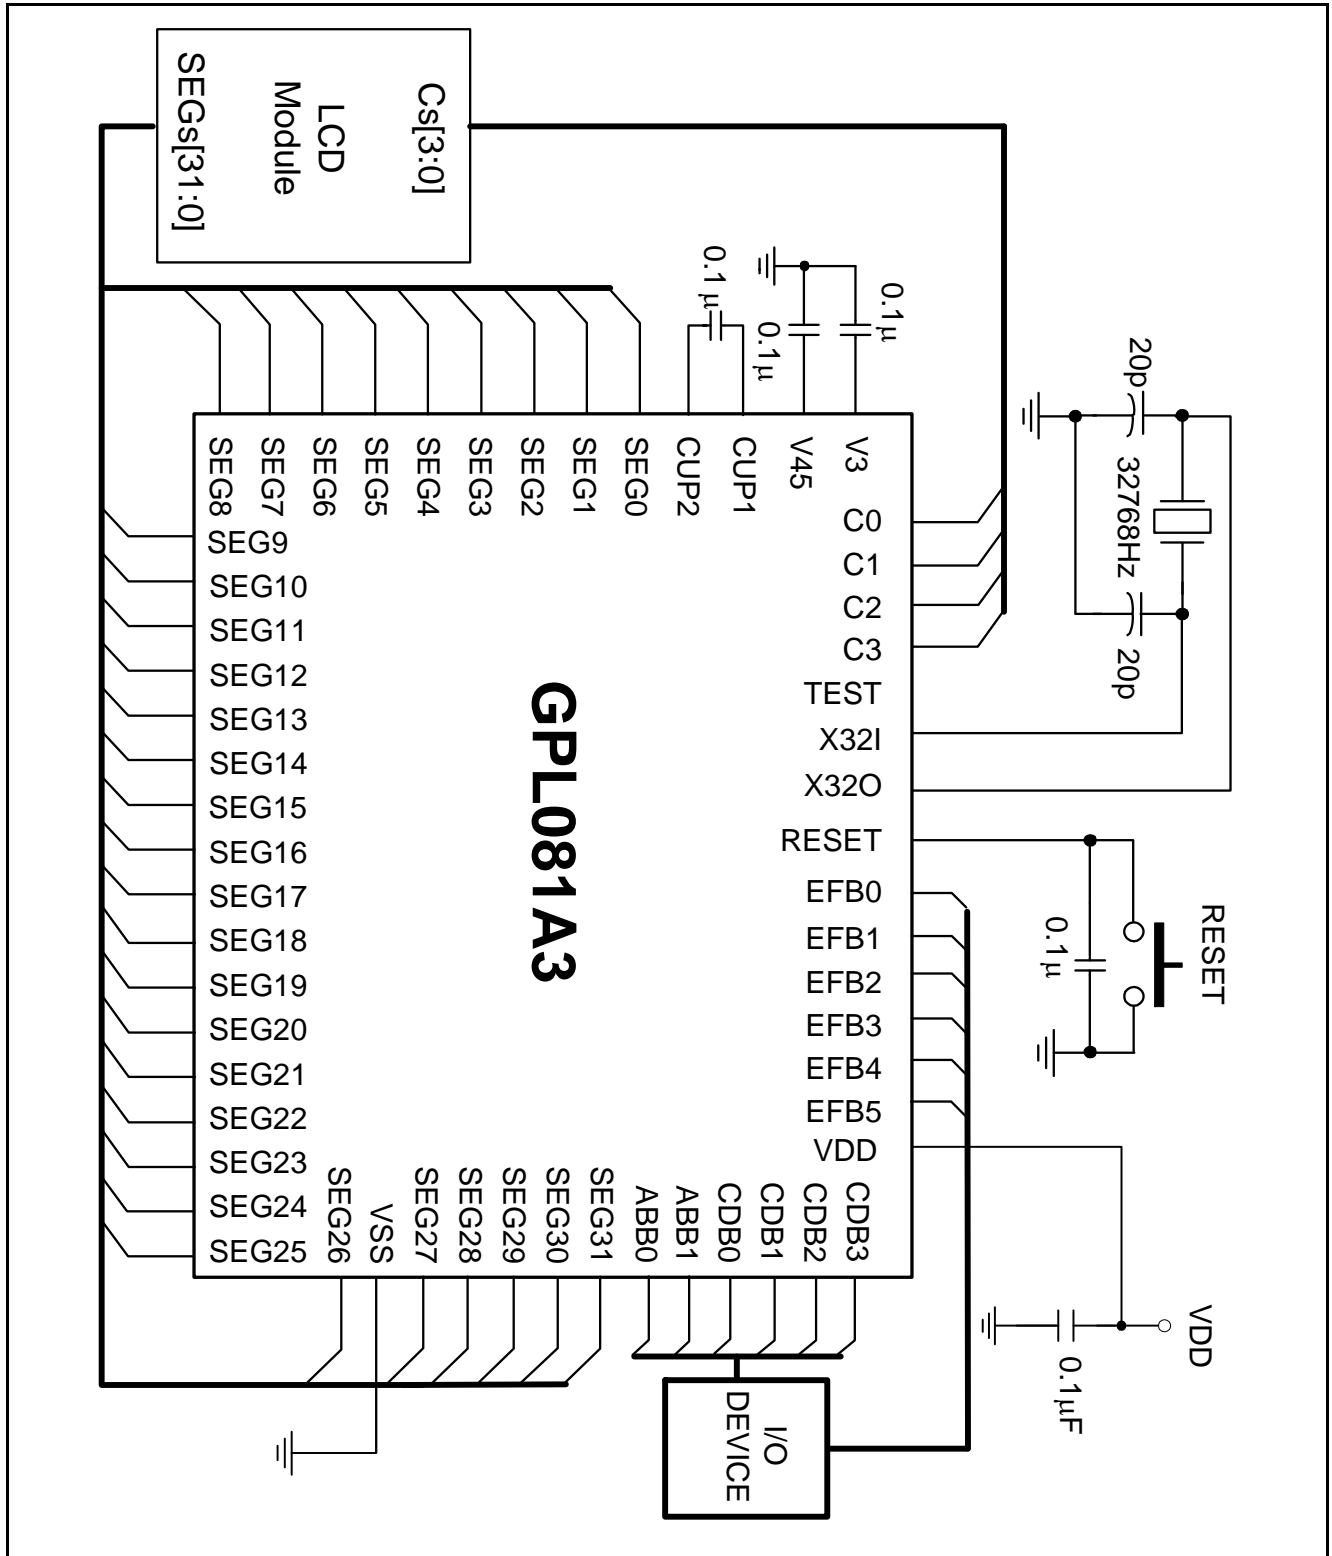 SEGs[31:0]
LCD
Module
Cs[3:0]
0.1 μ
0.1μ
0.1μ
20p
32768Hz
20p
SEG8
SEG7
SEG6
SEG5
SEG4
SEG3
SEG2
SEG1
SEG0
CUP2
CUP1
V45
V3
C0
C1
C2
C3
TEST
X32I
X32O
RESET
EFB0
EFB1
EFB2
EFB3
EFB4
EFB5
VDD
SEG9
SEG10
SEG11
SEG12
SEG13
SEG14
SEG15
SEG16
SEG17
SEG18
SEG19
SEG20
SEG21
SEG22
SEG23
SEG24
SEG25
GPL081A3
RESET
0.1μ
SEG26
VSS
SEG27
SEG28
SEG29
SEG30
SEG31
ABB0
ABB1
CDB0
CDB1
CDB2
CDB3
VDD
0.1μF
I/O
DEVICE